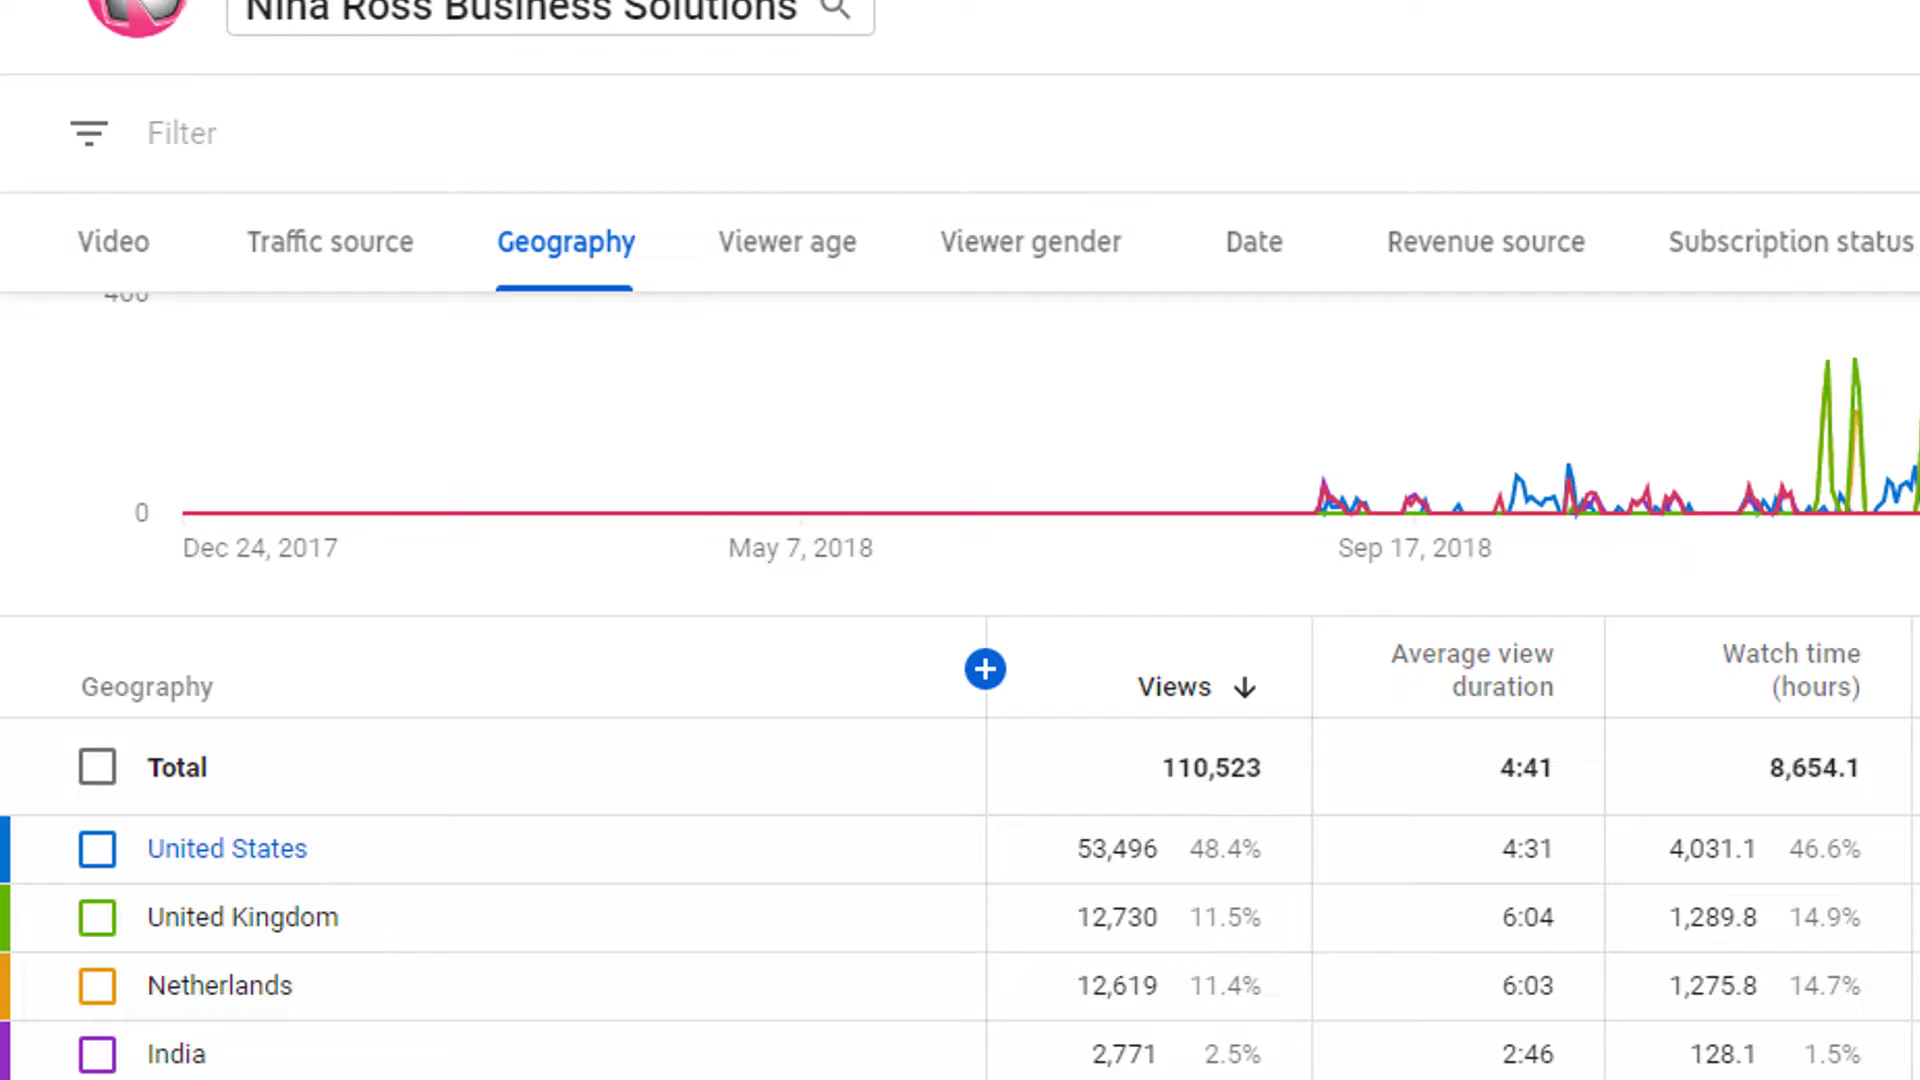 Nina Ross Business Solutions
Filter
Video Traffic source Geography Viewer age Viewer gender Date Revenue source Subscription status
400
0
Dec 24, 2017 May 7, 2018 Sep 17, 2018
Geography Views Average view duration Watch time (hours)
Total 110,523 4:41 8,654.1
United States 53,496 48.4% 4:31 4,031.1 46.6%
United Kingdom 12,730 11.5% 6:04 1,289.8 14.9%
Netherlands 12,619 11.4% 6:03 1,275.8 14.7%
India 2,771 2.5% 2:46 128.1 1.5%